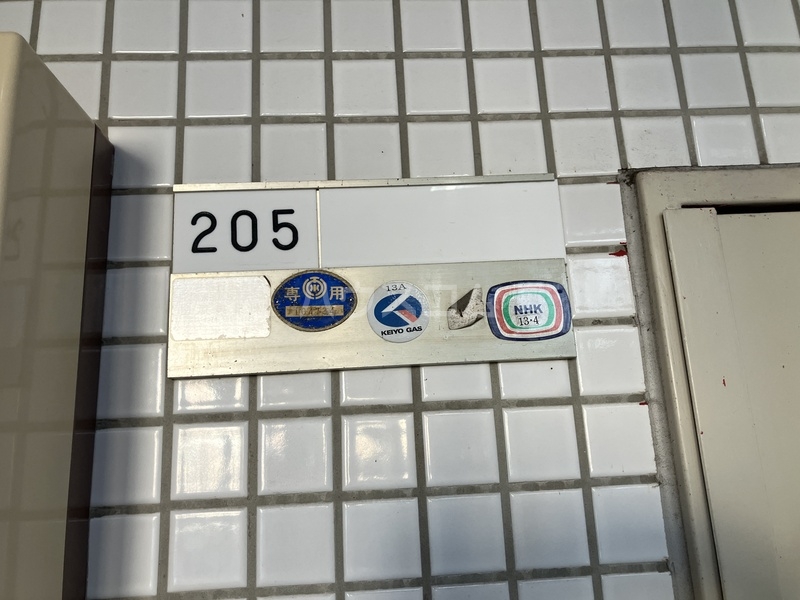 205
専 用
13A
KEIYO GAS
NHK
13-4